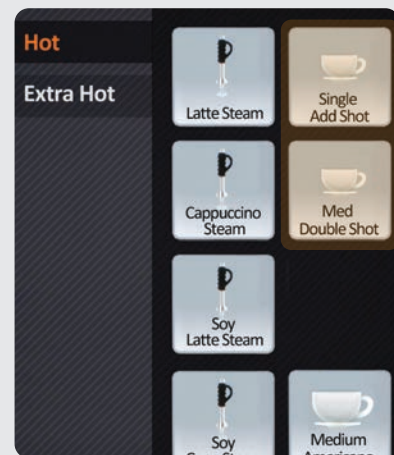 Hot
Extra Hot
Latte Steam
Single
Add Shot
Cappuccino
Steam
Med
Double Shot
Soy
Latte Steam
Soy
Medium